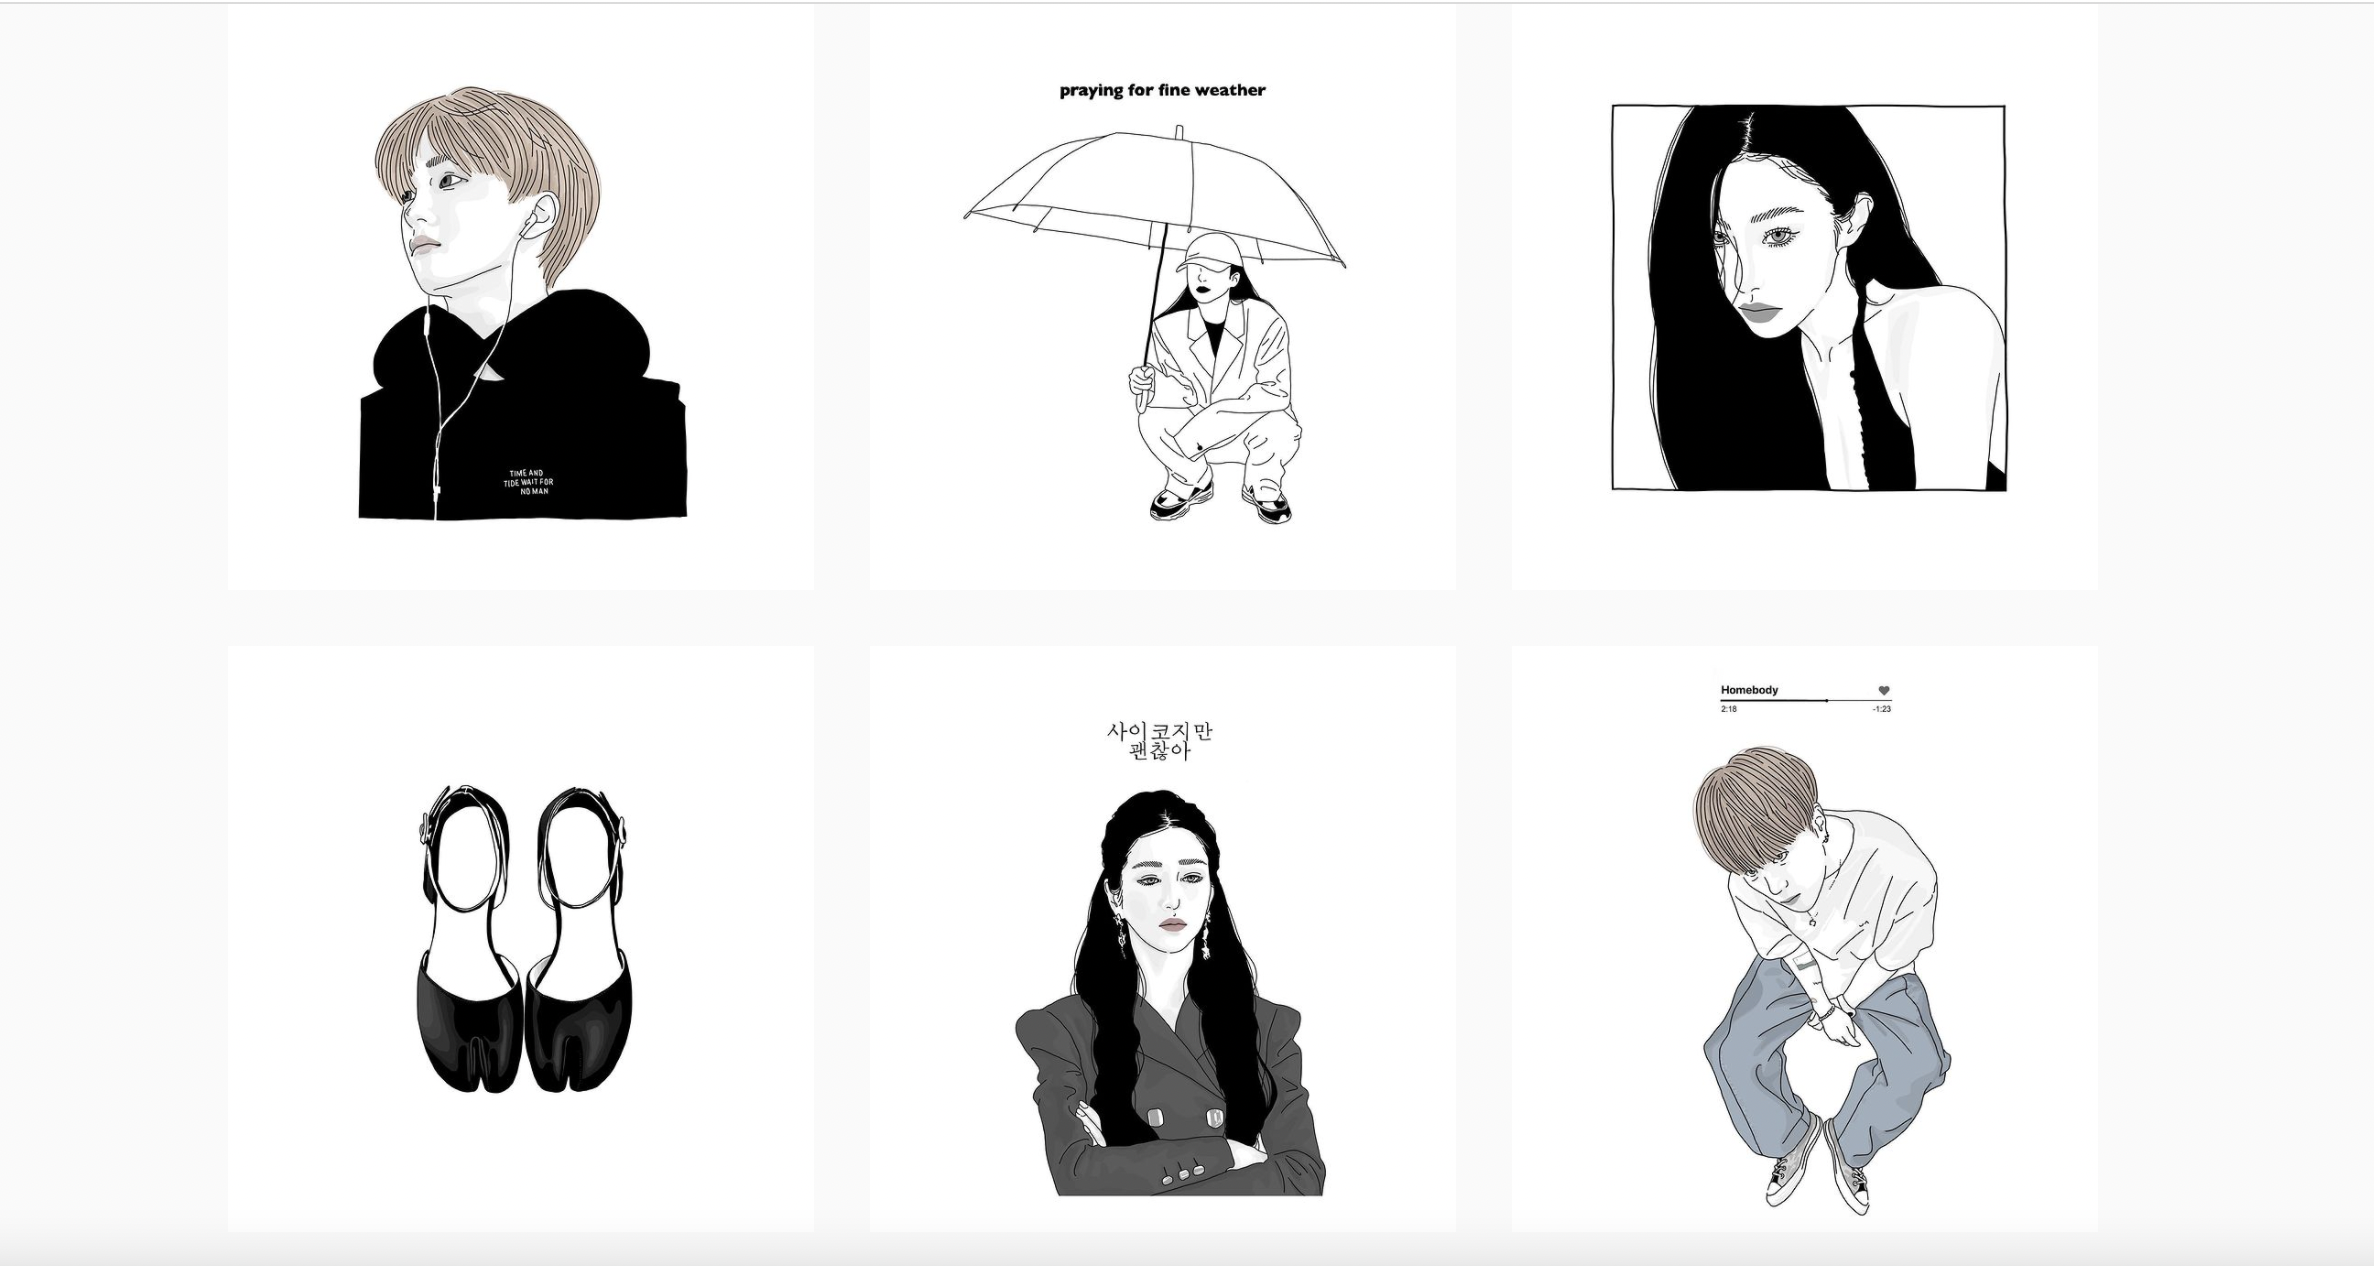 praying for fine weather
TIME AND
TIDE WAIT FOR
NO MAN
사이코지만
괜찮아
Homebody
2:18
-1:23